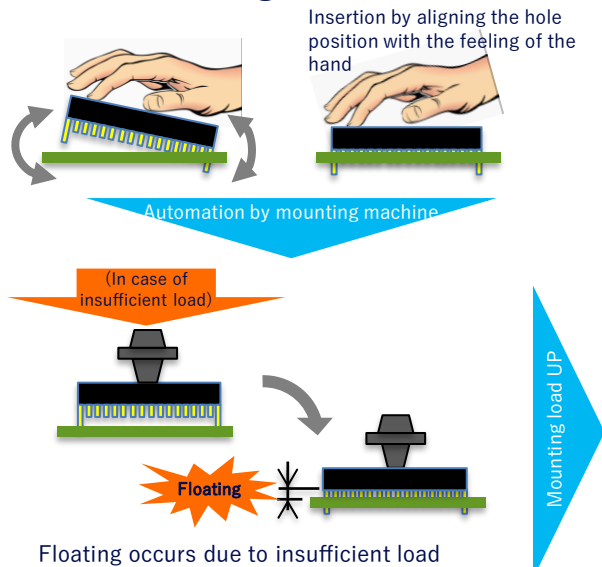 Insertion by aligning the hole
position with the feeling of the
hand
Automation by mounting machine
(In case of
insufficient load)
Mounting load UP
Floating
Floating occurs due to insufficient load